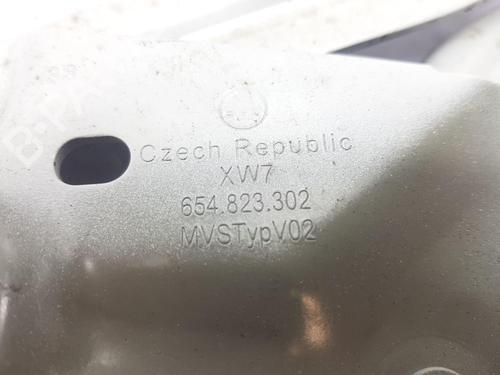 Czech Republic
XW7
654.823.302
MVSTypV02